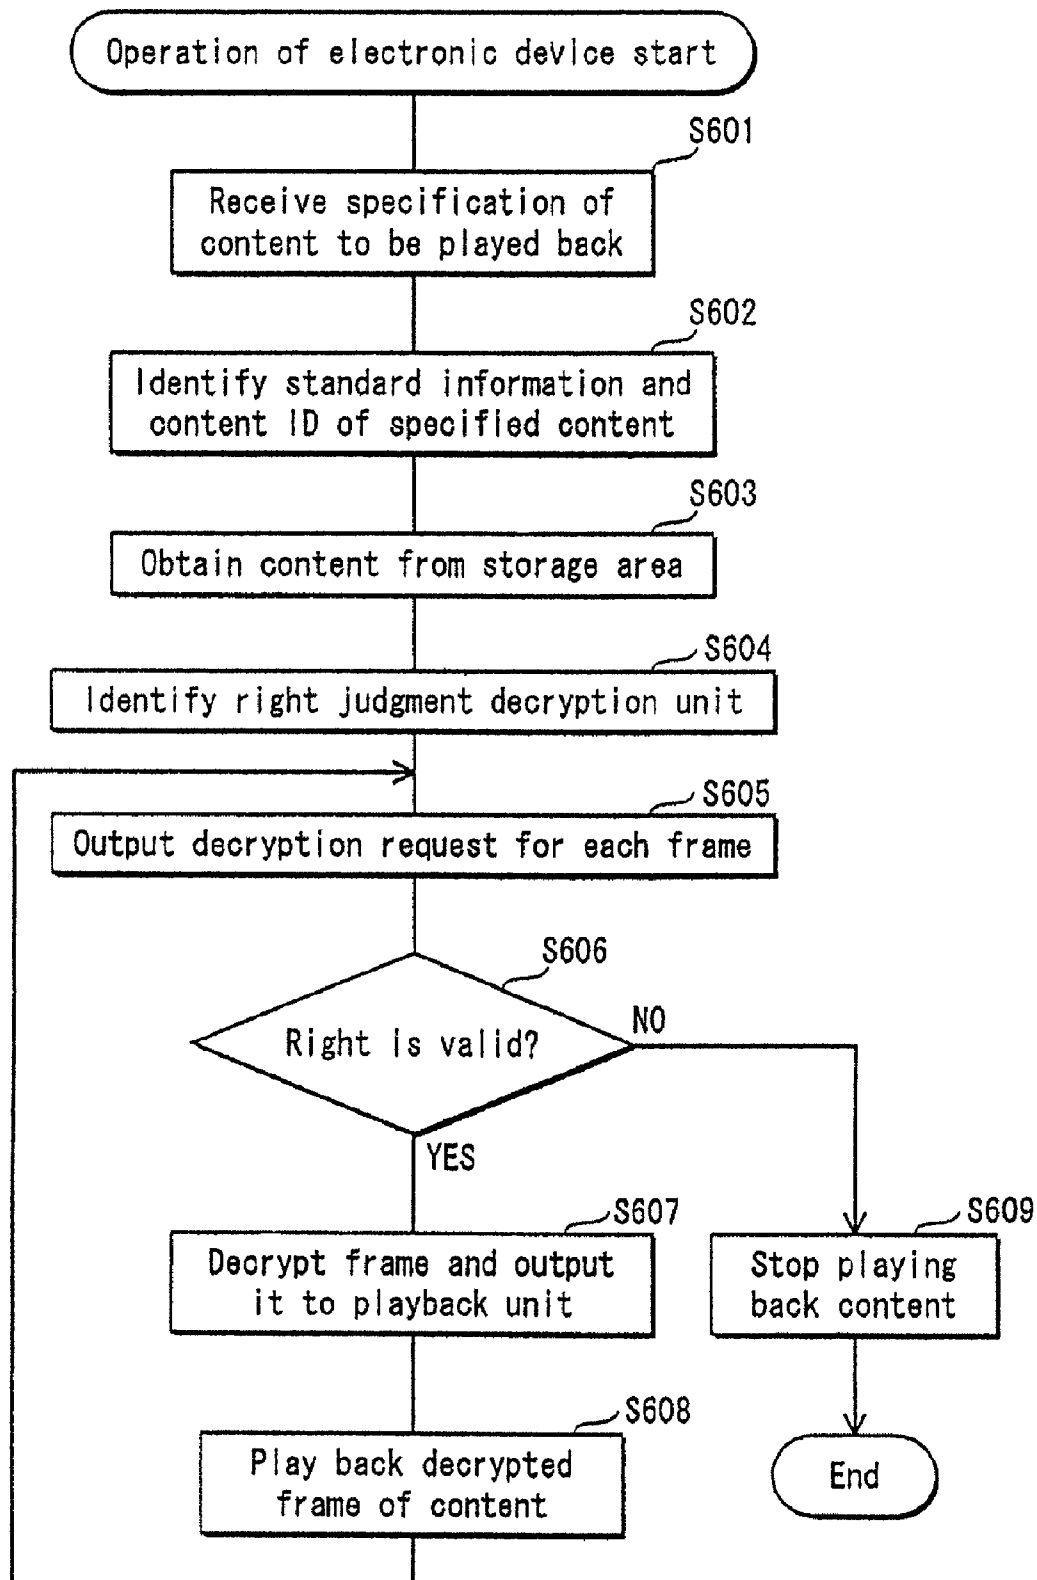 Operation of electronic device start
S601
Receive specification of
content to be played back
S602
Identify standard information and
content ID of specified content
S603
Obtain content from storage area
S604
Identify right judgment decryption unit
S605
Output decryption request for each frame
S606
Right is valid?
NO
YES
S607
Decrypt frame and output
it to playback unit
S609
Stop playing
back content
S608
Play back decrypted
frame of content
End